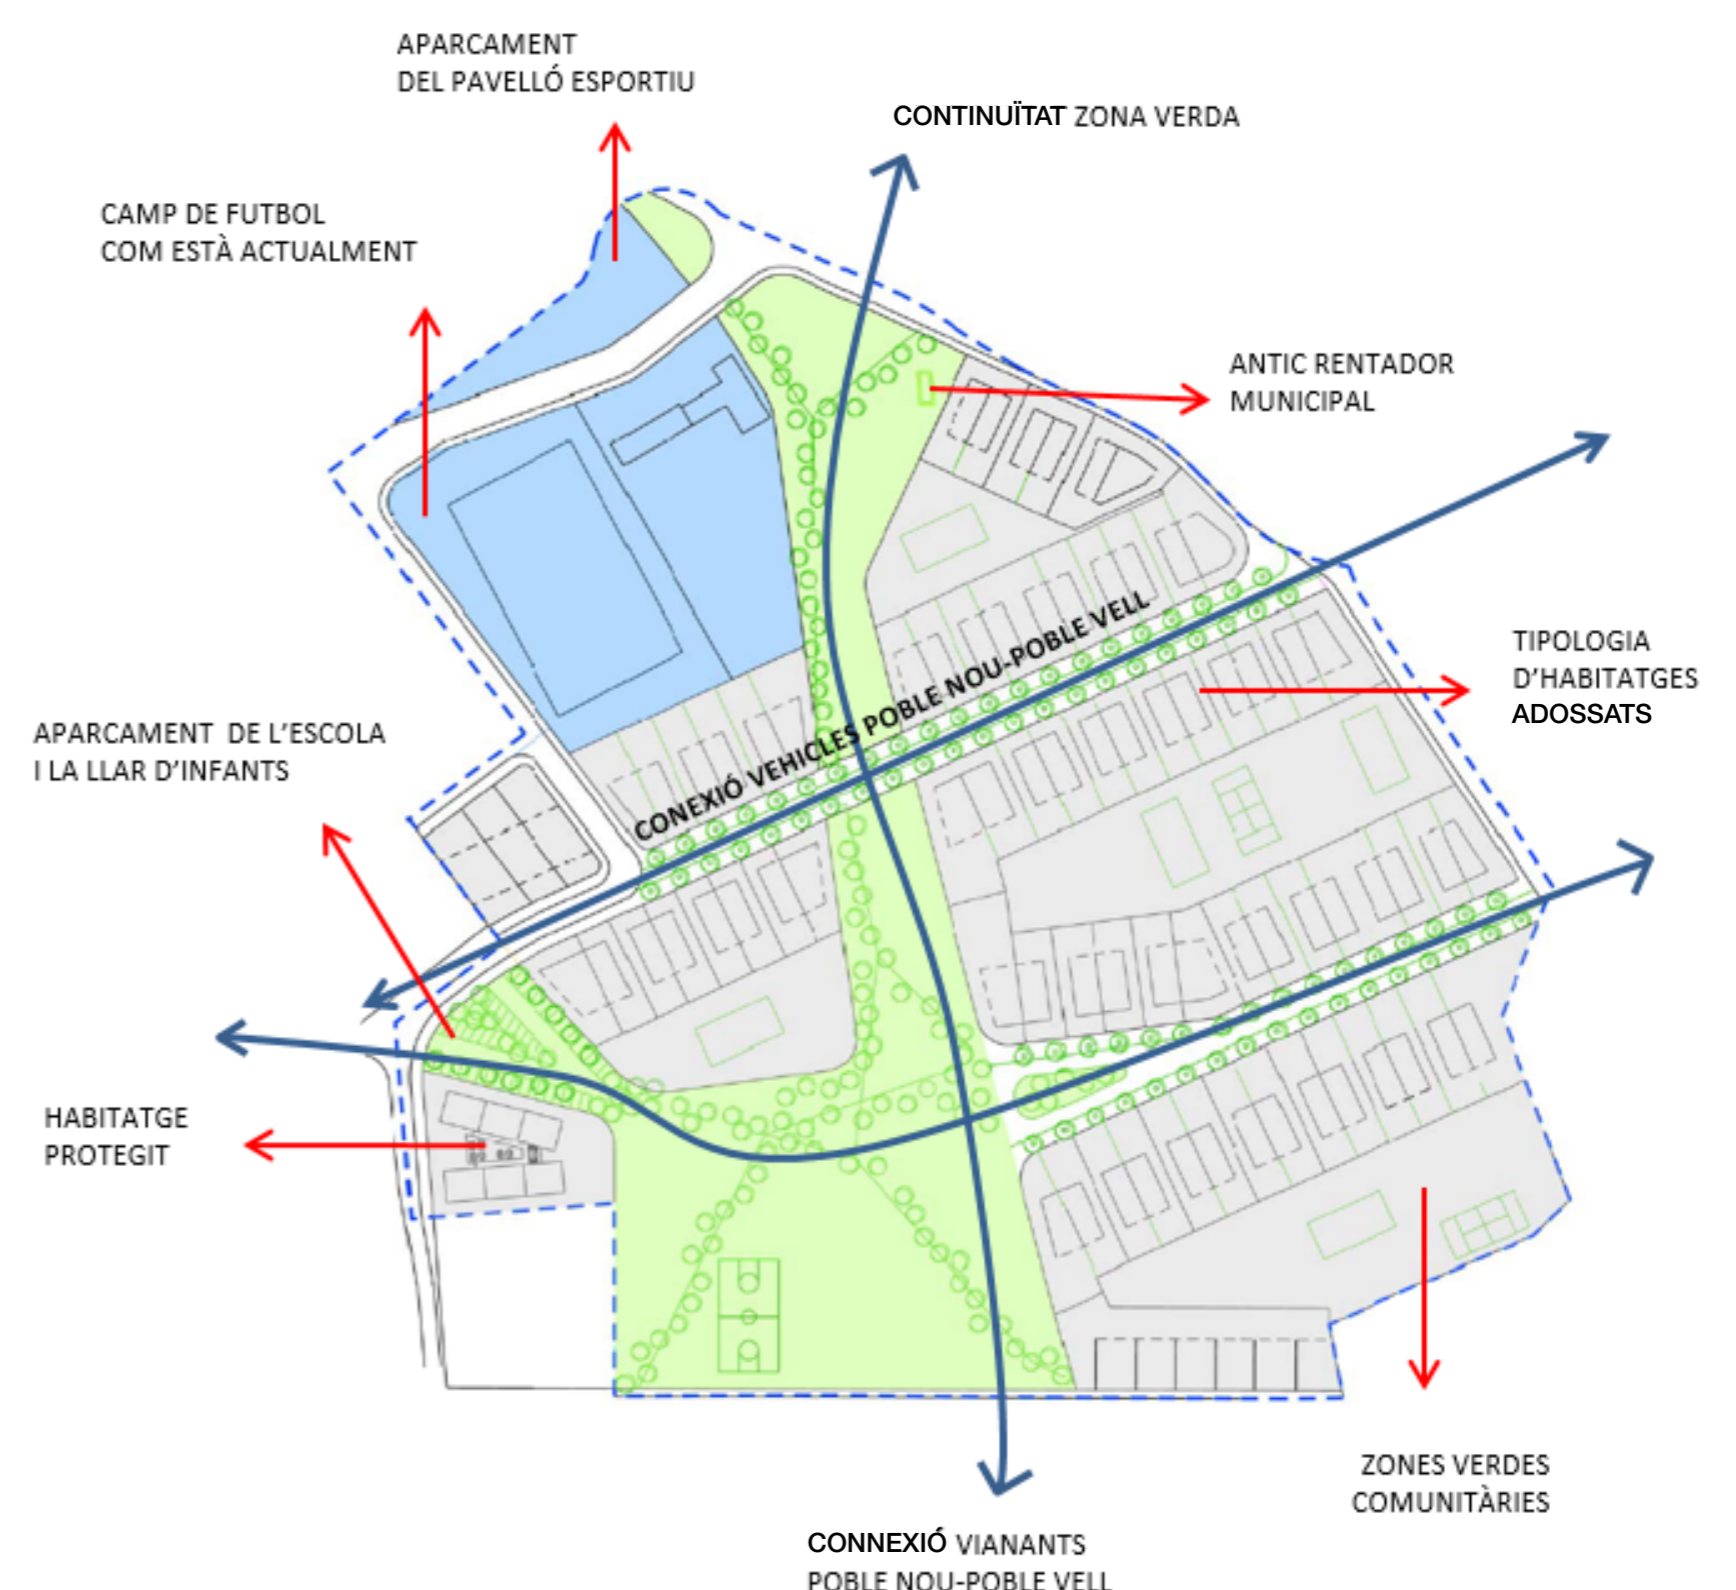 APARCAMENT
DEL PAVELLÓ ESPORTIU
CONTINUÏTAT ZONA VERDA
CAMP DE FUTBOL
COM ESTÀ ACTUALMENT
ANTIC RENTADOR
MUNICIPAL
TIPOLOGIA
D'HABITATGES
ADOSSATS
CONEXIÓ VEHICLES POBLE NOU-POBLE VELL
APARCAMENT DE L'ESCOLA
I LA LLAR D'INFANTS
HABITATGE
PROTEGIT
ZONES VERDES
COMUNITÀRIES
CONNEXIÓ VIANANTS
POBLE NOU-POBLE VELL